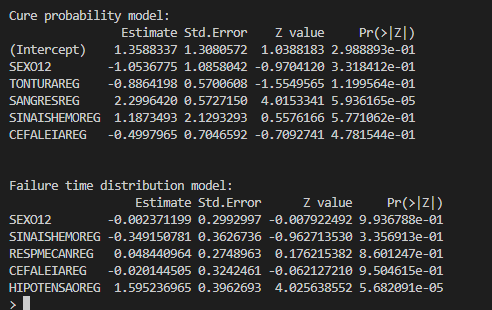 Cure probability model:
Estimate Std.Error Z value Pr(>|Z|)
(Intercept) 1.3588337 1.3080572 1.0388183 2.988893e-01
SEXO12 -1.0536775 1.0858042 -0.9704120 3.318412e-01
TONTURAREG -0.8864198 0.5700608 -1.5549565 1.199564e-01
SANGRESREG 2.2996420 0.5727150 4.0153341 5.936165e-05
SINAISHEMOREG 1.1873493 2.1293293 0.5576166 5.771062e-01
CEFALEIAREG -0.4997965 0.7046592 -0.7092741 4.781544e-01
Failure time distribution model:
Estimate Std.Error Z value Pr(>|Z|)
SEXO12 -0.002371199 0.2992997 -0.007922492 9.936788e-01
SINAISHEMOREG -0.349150781 0.3626736 -0.962713530 3.356913e-01
RESPMECANREG 0.048440964 0.2748963 0.176215382 8.601247e-01
CEFALEIAREG -0.020144505 0.3242461 -0.062127210 9.504615e-01
HIPOTENSAOREG 1.595236965 0.3962693 4.025638552 5.682091e-05
>